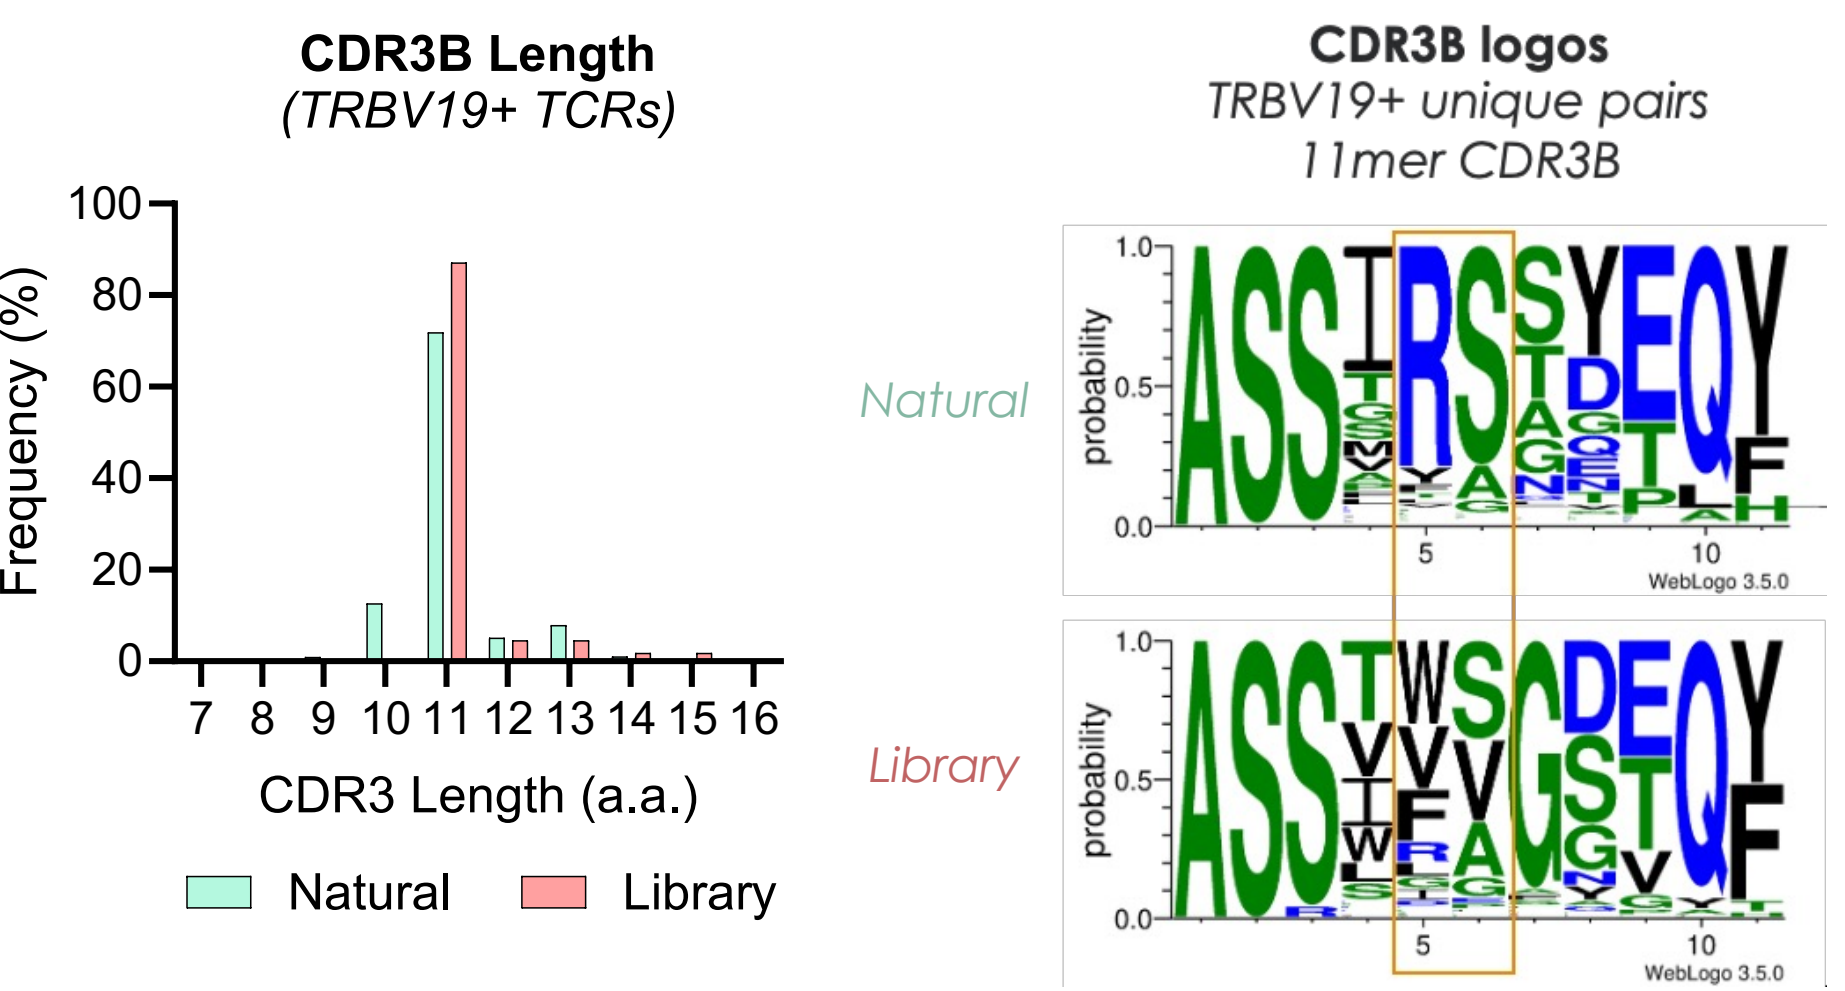 CDR3B Length
(TRBV19+ TCRs)
Frequency (%)
100
80
60
40
20
0
7 8 9 10 11 12 13 14 15 16
CDR3 Length (a.a.)
Natural
Library
CDR3B logos
TRBV19+ unique pairs
11mer CDR3B
Natural
probability
1.0
0.5
0.0
ASSIRSSYEQY
TTDTF
5
10
WebLogo 3.5.0
Library
probability
1.0
0.5
0.0
ASSTWSGDEQY
5
10
WebLogo 3.5.0